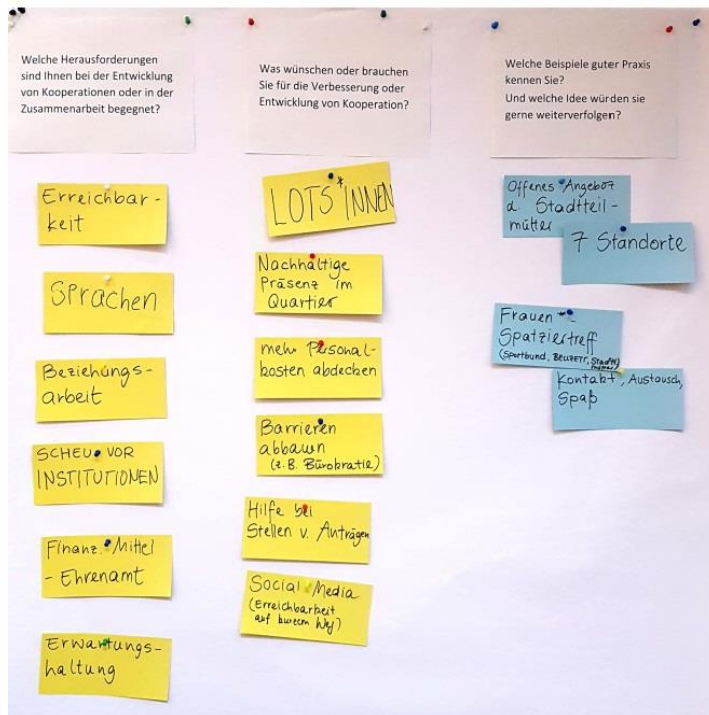 Welche Herausforderungen
sind Ihnen bei der Entwicklung
von Kooperationen oder in der
Zusammenarbeit begegnet?
Erreichbar-
keit
Sprachen
Beziehungs-
arbeit
SCHEU VOR
INSTITUTIONEN
Finanz. Mittel
- Ehrenamt
Erwartungs-
haltung
Was wünschen oder brauchen
Sie für die Verbesserung oder
Entwicklung von Kooperation?
LOTS*INNEN
Nachhaltige
Präsenz im
Quartier
mehr Personal-
kosten abdecken
Barrieren
abbauen
(z.B. Bürokratie)
Hilfe bei
Stellen v. Anträgen
Social Media
(Erreichbarkeit
auf kurzem Weg)
Welche Beispiele guter Praxis
kennen Sie?
Und welche Idee würden sie
gerne weiterverfolgen?
Offenes Angebot
d. Stadtteil-
mütter
7 Standorte
Frauen -
Spatziertreff
(Sportbund, Stadtt.
mütter)
Kontakt, Austausch,
Spaß